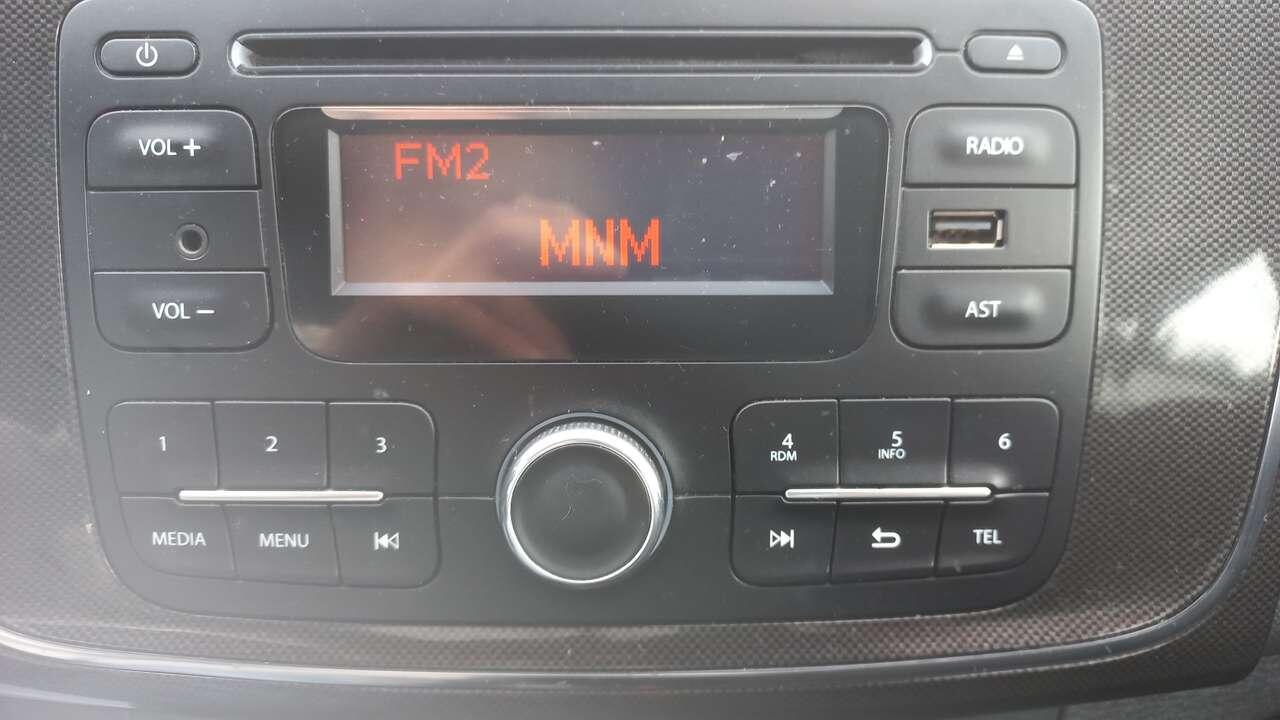 VOL +
RADIO
FM2
MNM
VOL −
AST
1
2
3
4
RDM
5
INFO
6
MEDIA
MENU
TEL